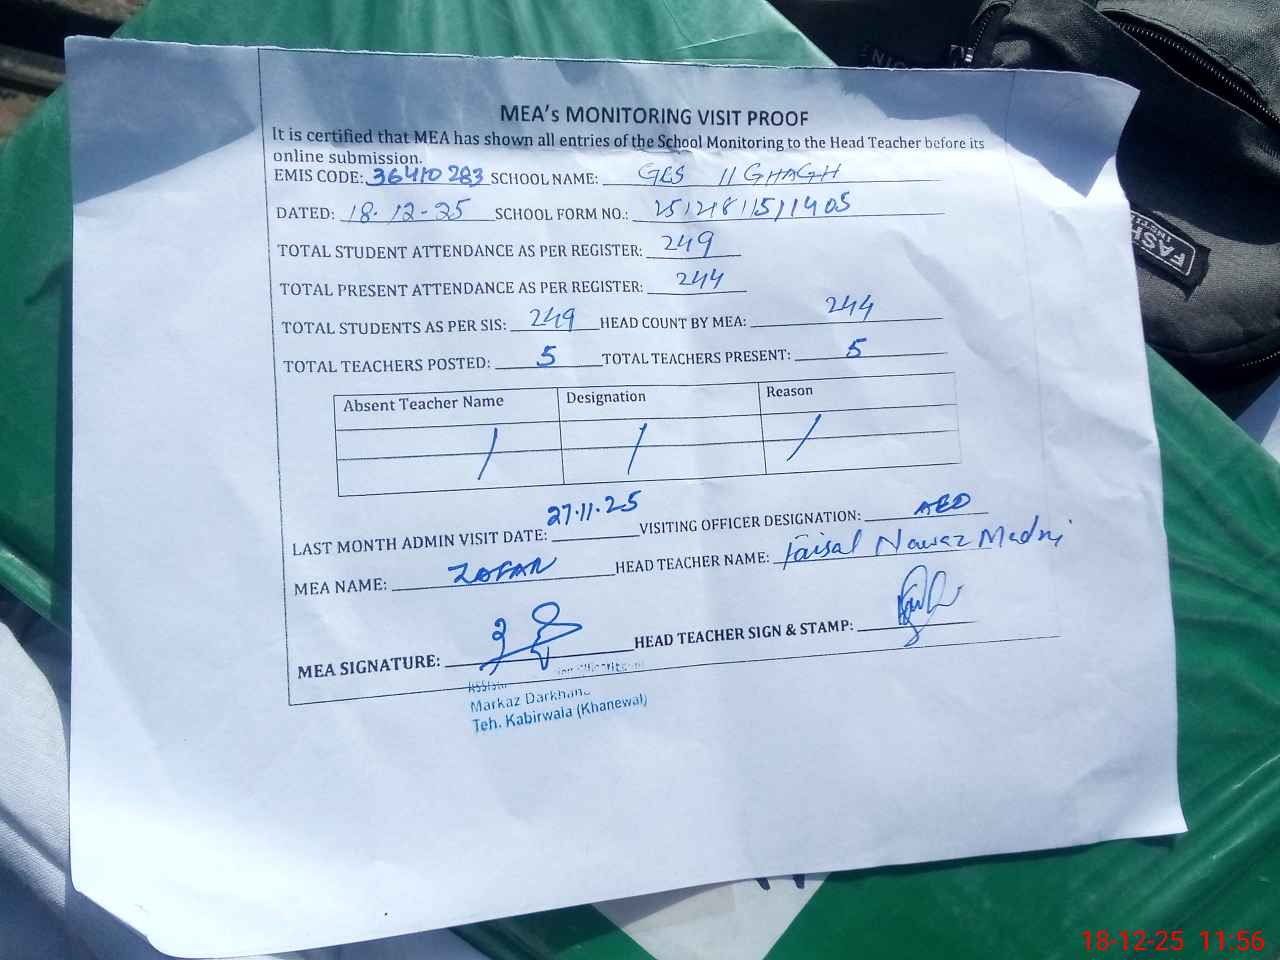 MEA's MONITORING VISIT PROOF
It is certified that MEA has shown all entries of the School Monitoring to the Head Teacher before its
online submission.
EMIS CODE: 36410283 SCHOOL NAME: GES 11 GHAGH
DATED: 18-12-25 SCHOOL FORM NO.:
TOTAL STUDENT ATTENDANCE AS PER REGISTER: 249
TOTAL PRESENT ATTENDANCE AS PER REGISTER: 244
TOTAL STUDENTS AS PER SIS: 249 HEAD COUNT BY MEA: 244
TOTAL TEACHERS POSTED: 5 TOTAL TEACHERS PRESENT: 5
Absent Teacher Name Designation Reason
/ / /
LAST MONTH ADMIN VISIT DATE: 27.11.25 VISITING OFFICER DESIGNATION: AEO
MEA NAME: ZAFAR HEAD TEACHER NAME: Faisal Nawaz Madni
MEA SIGNATURE: HEAD TEACHER SIGN & STAMP:
Markaz
Teh. Kabirwala (Khanewal)
18-12-25 11:56